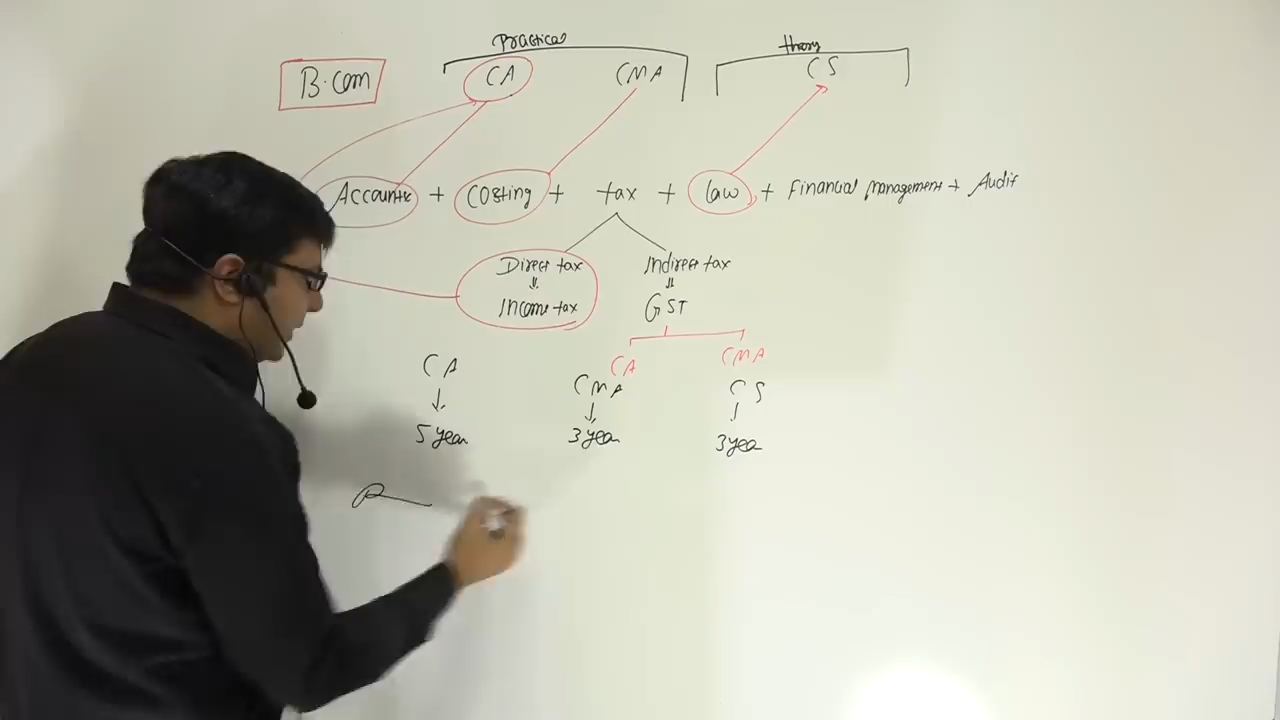 Practical theory
B.com CA CMA CS
Accounts + Costing + tax + law + Financial management + Audit
Direct tax Indirect tax
Income tax GST
CA CMA
CA CMA CS
5 year 3 year 3 yea